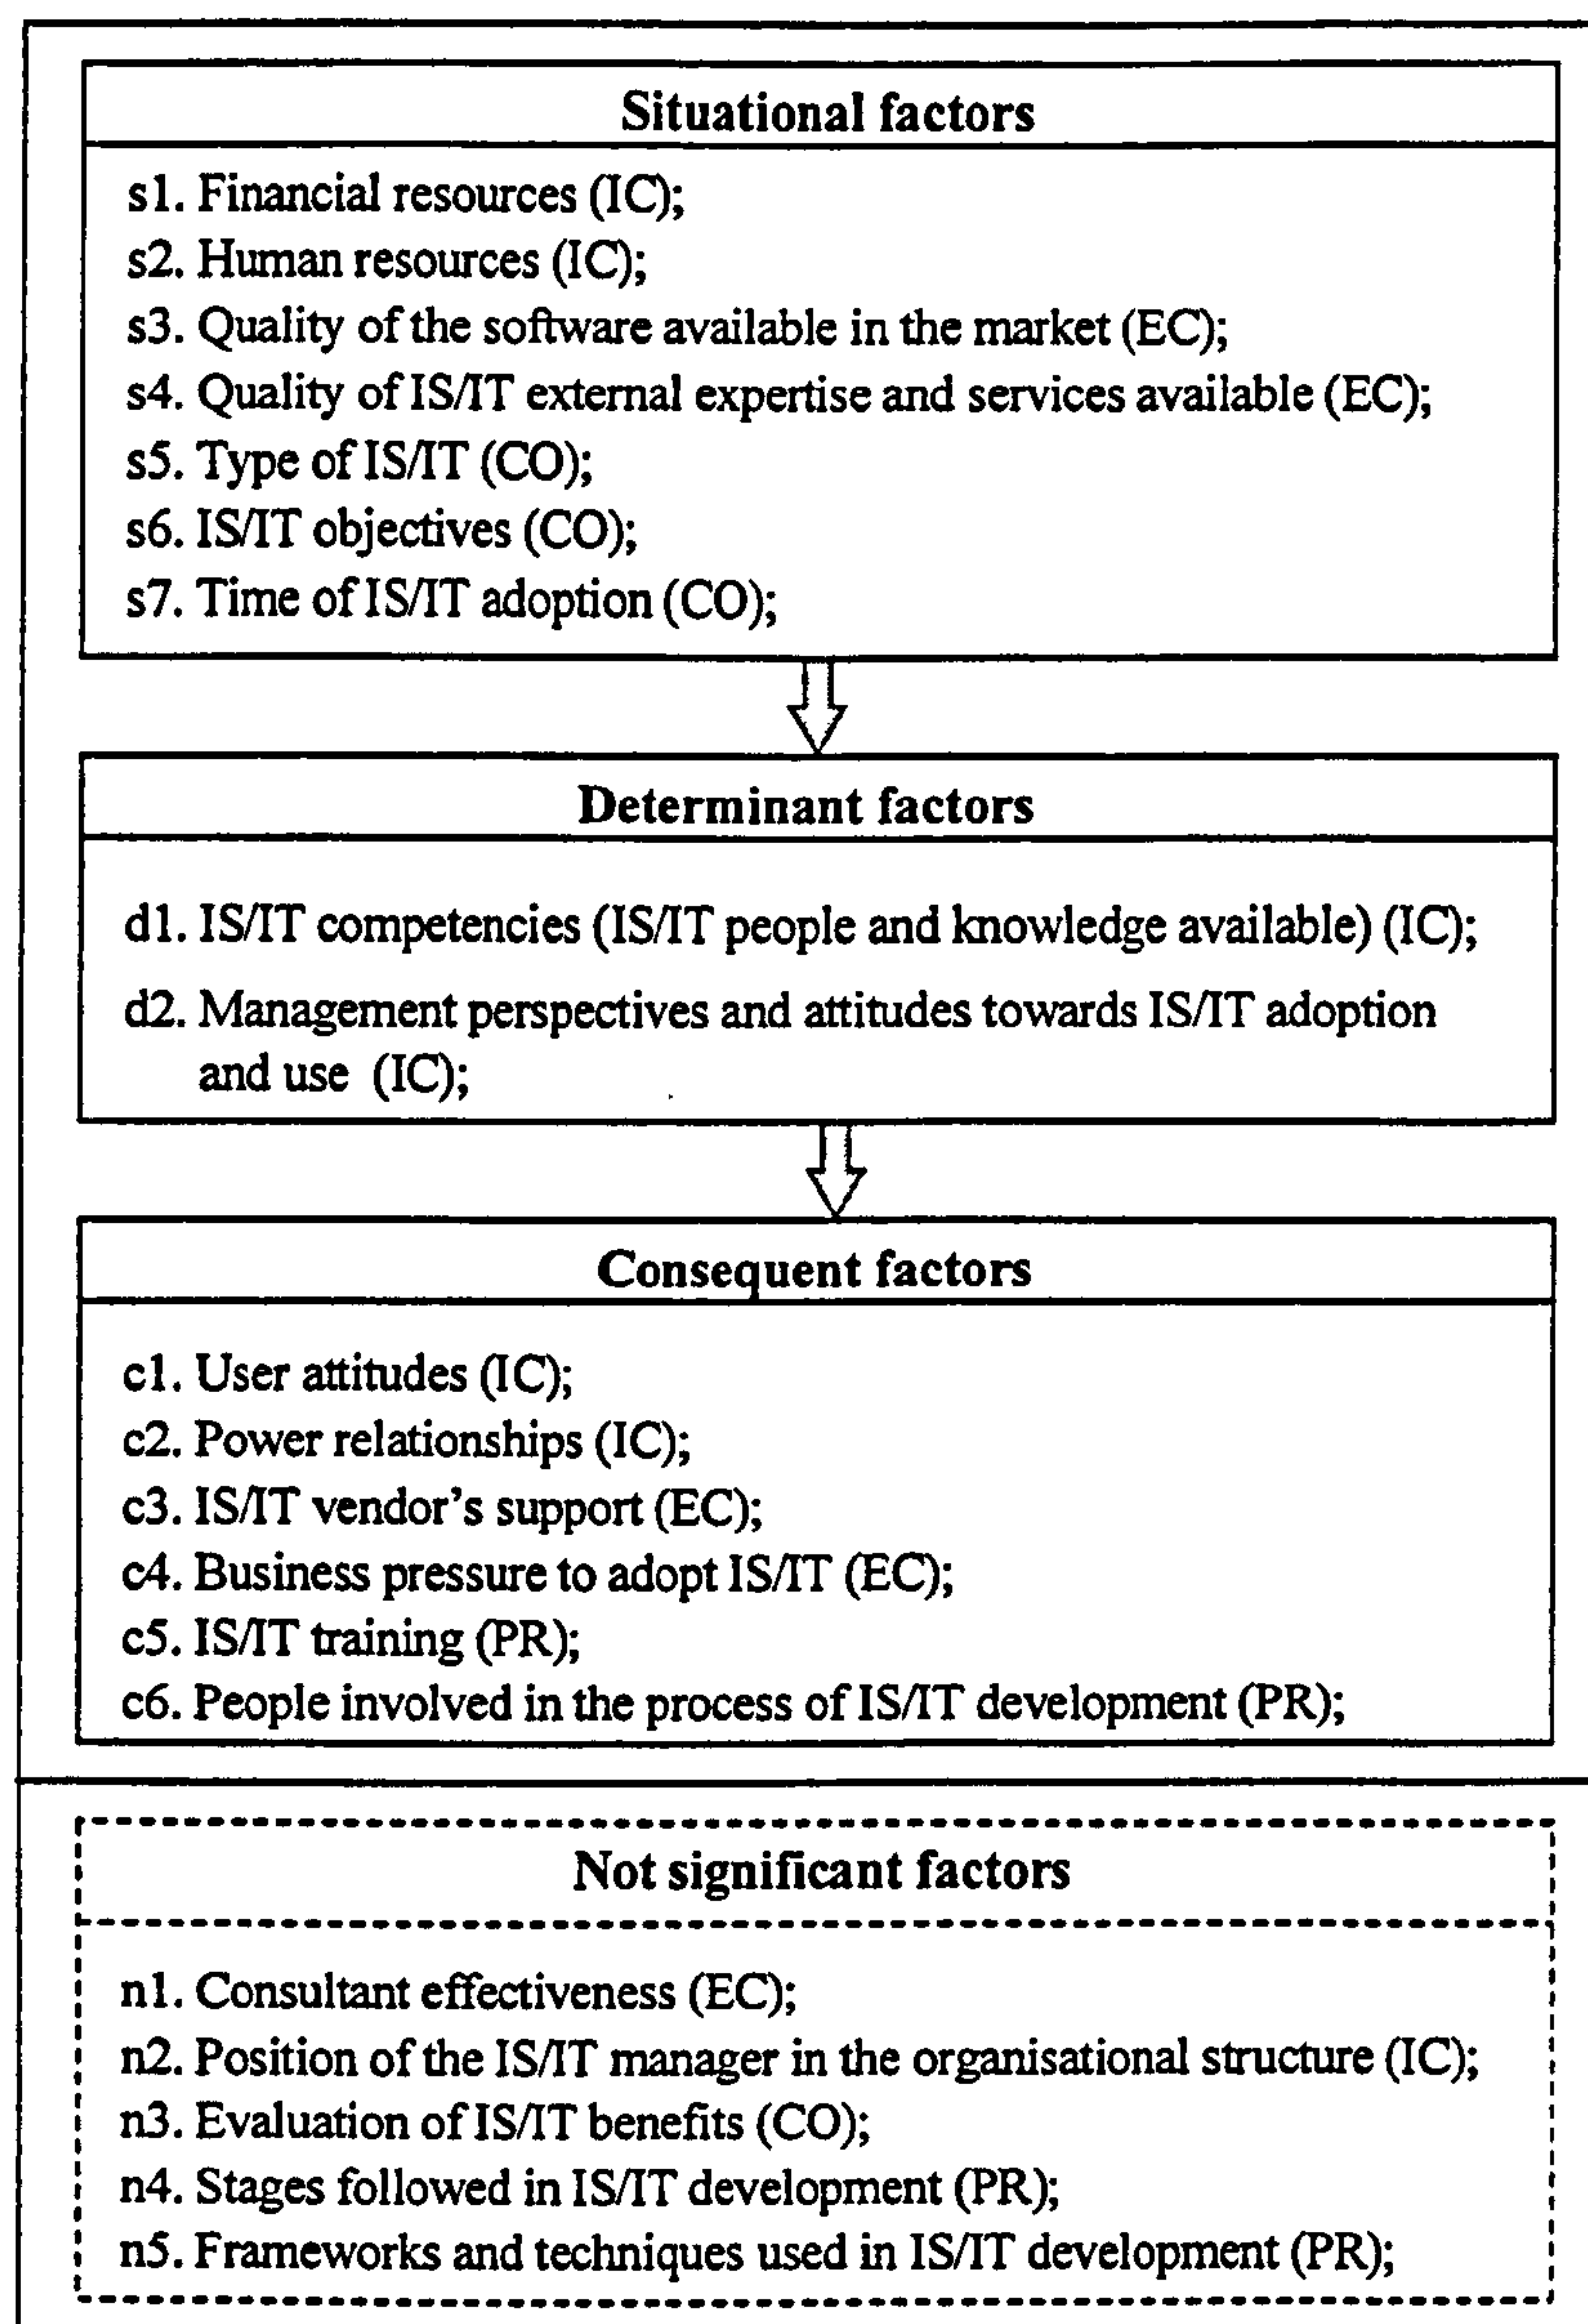 Situational factors
s1. Financial resources (IC);
s2. Human resources (IC);
s3. Quality of the software available in the market (EC);
s4. Quality of IS/IT external expertise and services available (EC);
s5. Type of IS/IT (CO);
s6. IS/IT objectives (CO);
s7. Time of IS/IT adoption (CO);
Determinant factors
d1. IS/IT competencies (IS/IT people and knowledge available) (IC);
d2. Management perspectives and attitudes towards IS/IT adoption
and use (IC);
Consequent factors
c1. User attitudes (IC);
c2. Power relationships (IC);
c3. IS/IT vendor's support (EC);
c4. Business pressure to adopt IS/IT (EC);
c5. IS/IT training (PR);
c6. People involved in the process of IS/IT development (PR);
Not significant factors
n1. Consultant effectiveness (EC);
n2. Position of the IS/IT manager in the organisational structure (IC);
n3. Evaluation of IS/IT benefits (CO);
n4. Stages followed in IS/IT development (PR);
n5. Frameworks and techniques used in IS/IT development (PR);